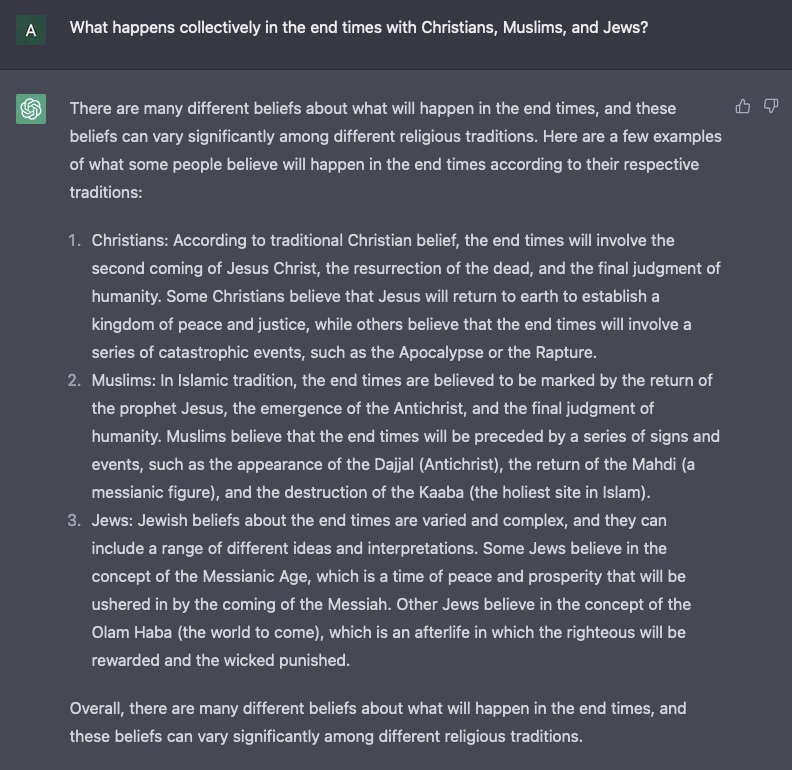 A
What happens collectively in the end times with Christians, Muslims, and Jews?
There are many different beliefs about what will happen in the end times, and these
beliefs can vary significantly among different religious traditions. Here are a few examples
of what some people believe will happen in the end times according to their respective
traditions:
1. Christians: According to traditional Christian belief, the end times will involve the
second coming of Jesus Christ, the resurrection of the dead, and the final judgment of
humanity. Some Christians believe that Jesus will return to earth to establish a
kingdom of peace and justice, while others believe that the end times will involve a
series of catastrophic events, such as the Apocalypse or the Rapture.
2. Muslims: In Islamic tradition, the end times are believed to be marked by the return of
the prophet Jesus, the emergence of the Antichrist, and the final judgment of
humanity. Muslims believe that the end times will be preceded by a series of signs and
events, such as the appearance of the Dajjal (Antichrist), the return of the Mahdi (a
messianic figure), and the destruction of the Kaaba (the holiest site in Islam).
3. Jews: Jewish beliefs about the end times are varied and complex, and they can
include a range of different ideas and interpretations. Some Jews believe in the
concept of the Messianic Age, which is a time of peace and prosperity that will be
ushered in by the coming of the Messiah. Other Jews believe in the concept of the
Olam Haba (the world to come), which is an afterlife in which the righteous will be
rewarded and the wicked punished.
Overall, there are many different beliefs about what will happen in the end times, and
these beliefs can vary significantly among different religious traditions.